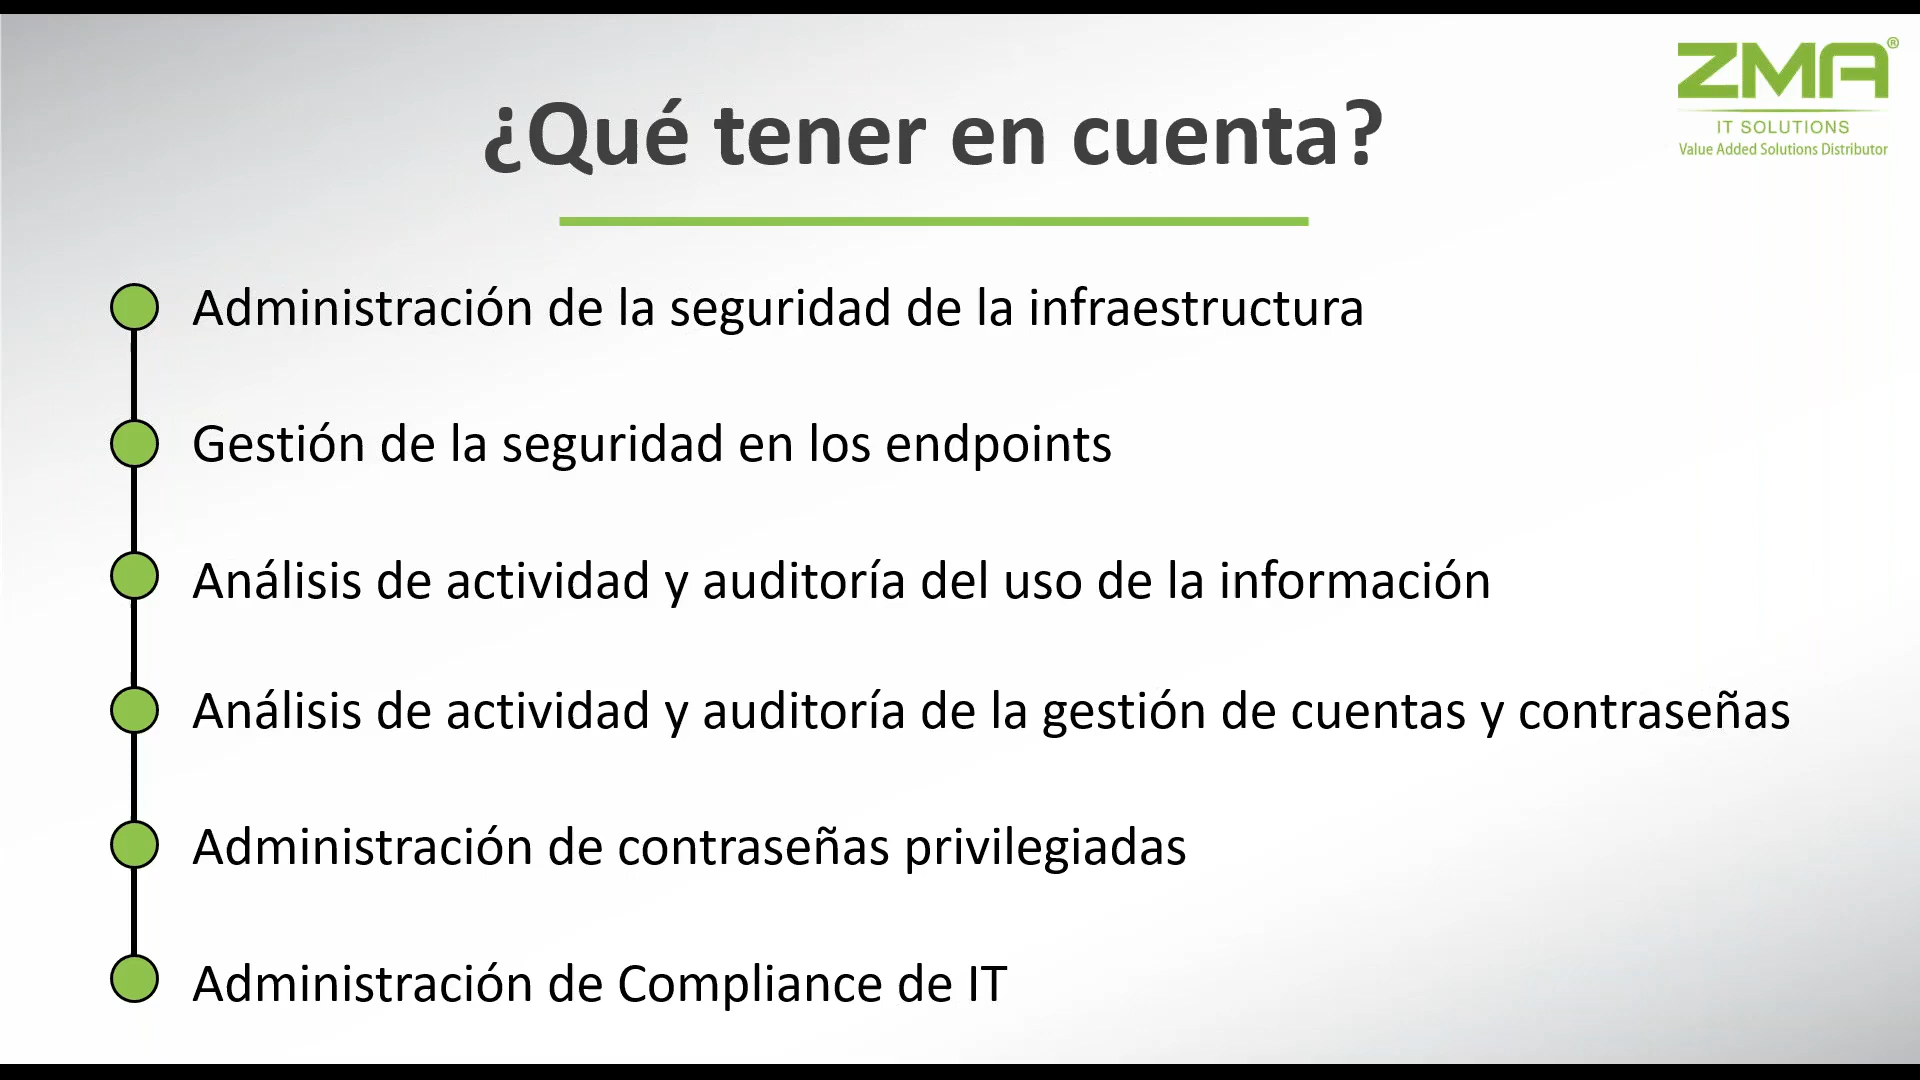 ZMA®
IT SOLUTIONS
Value Added Solutions Distributor
¿Qué tener en cuenta?
Administración de la seguridad de la infraestructura
Gestión de la seguridad en los endpoints
Análisis de actividad y auditoría del uso de la información
Análisis de actividad y auditoría de la gestión de cuentas y contraseñas
Administración de contraseñas privilegiadas
Administración de Compliance de IT